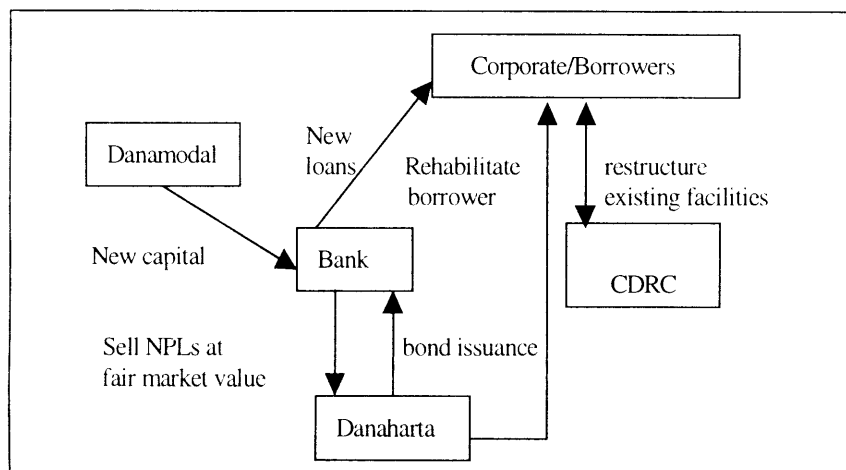 Corporate/Borrowers
Danamodal
New
loans
Rehabilitate
borrower
restructure
existing facilities
New capital
Bank
CDRC
Sell NPLs at
fair market value
bond issuance
Danaharta